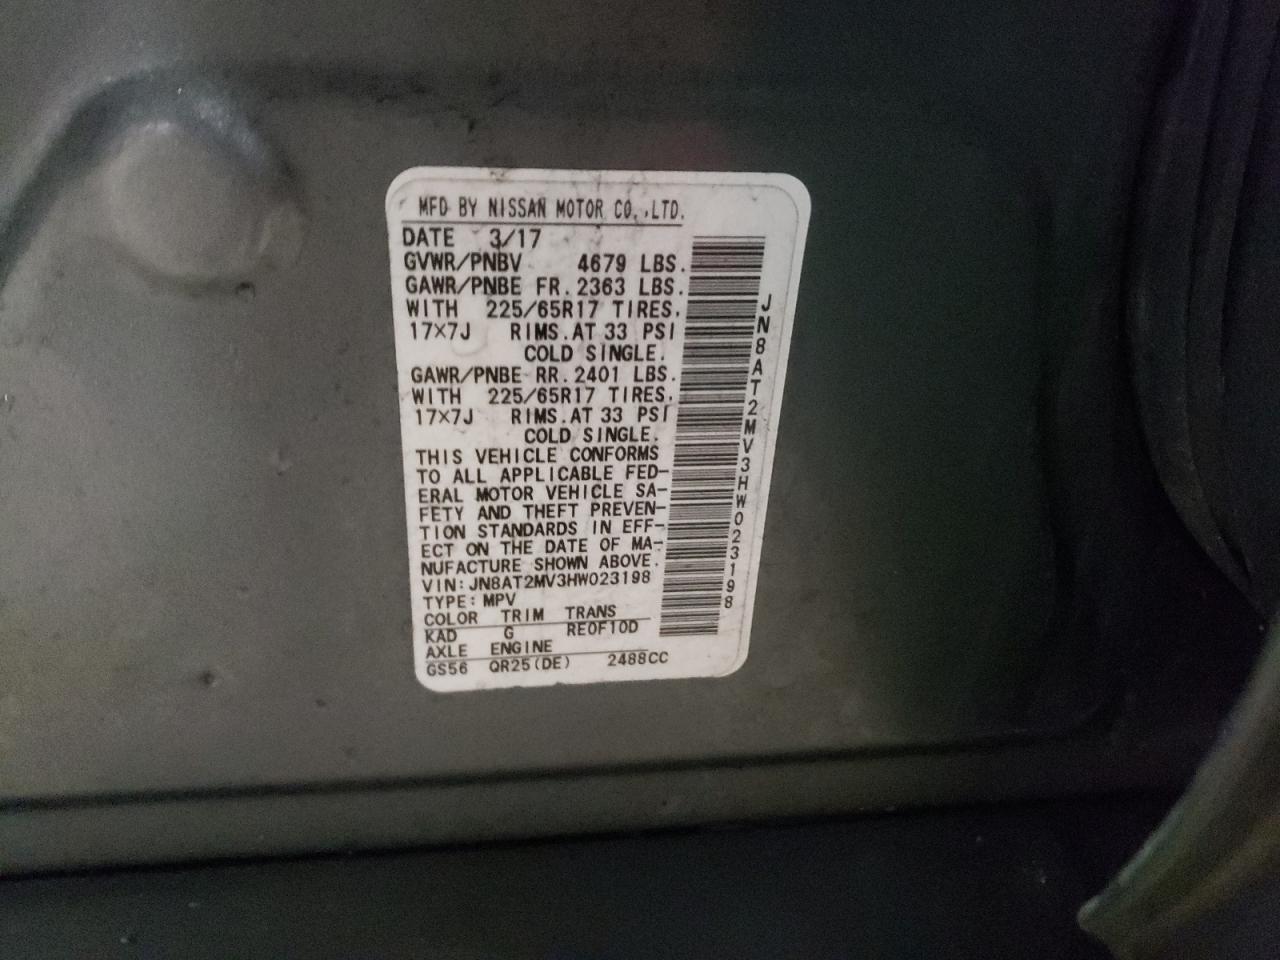 MFD BY NISSAN MOTOR CO.,LTD.
DATE 3/17
GVWR/PNBV 4679 LBS.
GAWR/PNBE FR.2363 LBS.
WITH 225/65R17 TIRES.
17×7J RIMS.AT 33 PSI
COLD SINGLE.
GAWR/PNBE RR.2401 LBS.
WITH 225/65R17 TIRES.
17×7J RIMS.AT 33 PSI
COLD SINGLE.
THIS VEHICLE CONFORMS
TO ALL APPLICABLE FED-
ERAL MOTOR VEHICLE SA-
FETY AND THEFT PREVEN-
TION STANDARDS IN EFF-
ECT ON THE DATE OF MA-
NUFACTURE SHOWN ABOVE.
VIN:JN8AT2MV3HW023198
TYPE:MPV
COLOR TRIM TRANS
KAD G RE0F10D
AXLE ENGINE
GS56 QR25(DE) 2488CC
JN8AT2MV3HW023198